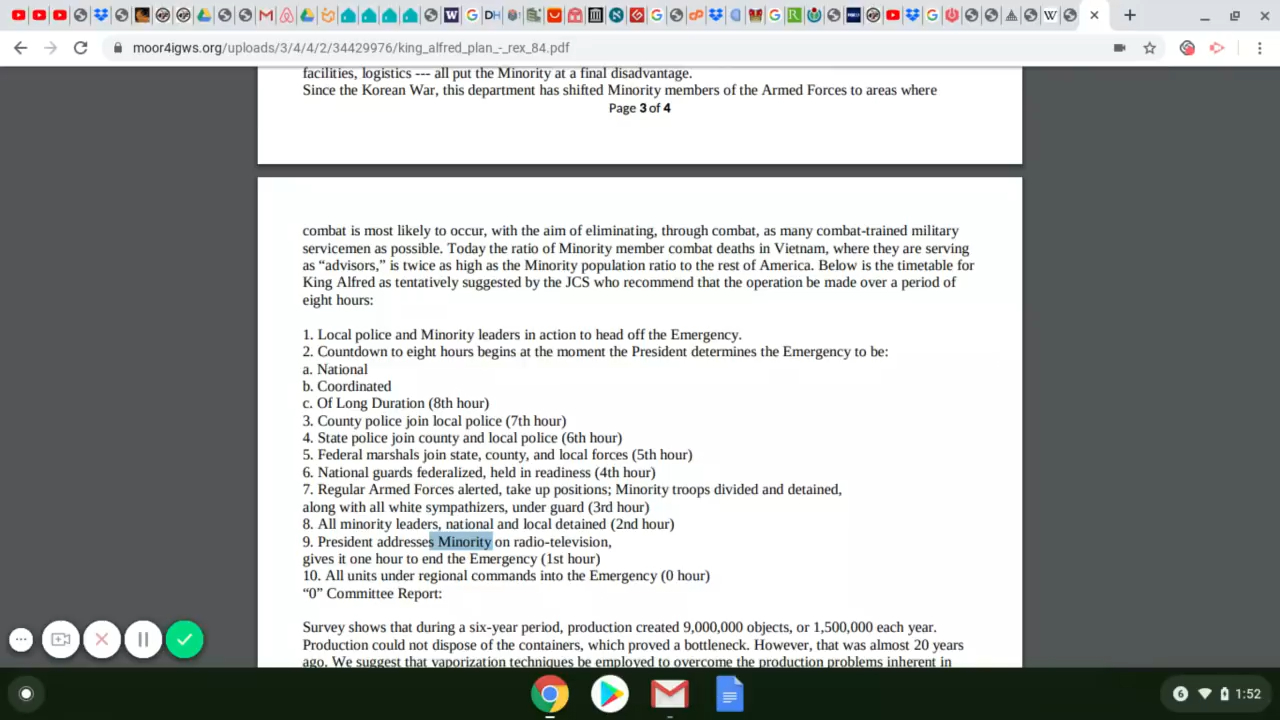 moor4igws.org/uploads/3/4/4/2/34429976/king_alfred_plan_-_rex_84.pdf
facilities, logistics --- all put the Minority at a final disadvantage.
Since the Korean War, this department has shifted Minority members of the Armed Forces to areas where
Page 3 of 4
combat is most likely to occur, with the aim of eliminating, through combat, as many combat-trained military
servicemen as possible. Today the ratio of Minority member combat deaths in Vietnam, where they are serving
as “advisors,” is twice as high as the Minority population ratio to the rest of America. Below is the timetable for
King Alfred as tentatively suggested by the JCS who recommend that the operation be made over a period of
eight hours:
1. Local police and Minority leaders in action to head off the Emergency.
2. Countdown to eight hours begins at the moment the President determines the Emergency to be:
a. National
b. Coordinated
c. Of Long Duration (8th hour)
3. County police join local police (7th hour)
4. State police join county and local police (6th hour)
5. Federal marshals join state, county, and local forces (5th hour)
6. National guards federalized, held in readiness (4th hour)
7. Regular Armed Forces alerted, take up positions; Minority troops divided and detained,
along with all white sympathizers, under guard (3rd hour)
8. All minority leaders, national and local detained (2nd hour)
9. President addresses Minority on radio-television,
gives it one hour to end the Emergency (1st hour)
10. All units under regional commands into the Emergency (0 hour)
“0” Committee Report:
Survey shows that during a six-year period, production created 9,000,000 objects, or 1,500,000 each year.
Production could not dispose of the containers, which proved a bottleneck. However, that was almost 20 years
ago. We suggest that vaporization techniques be employed to overcome the production problems inherent in
6
1:52